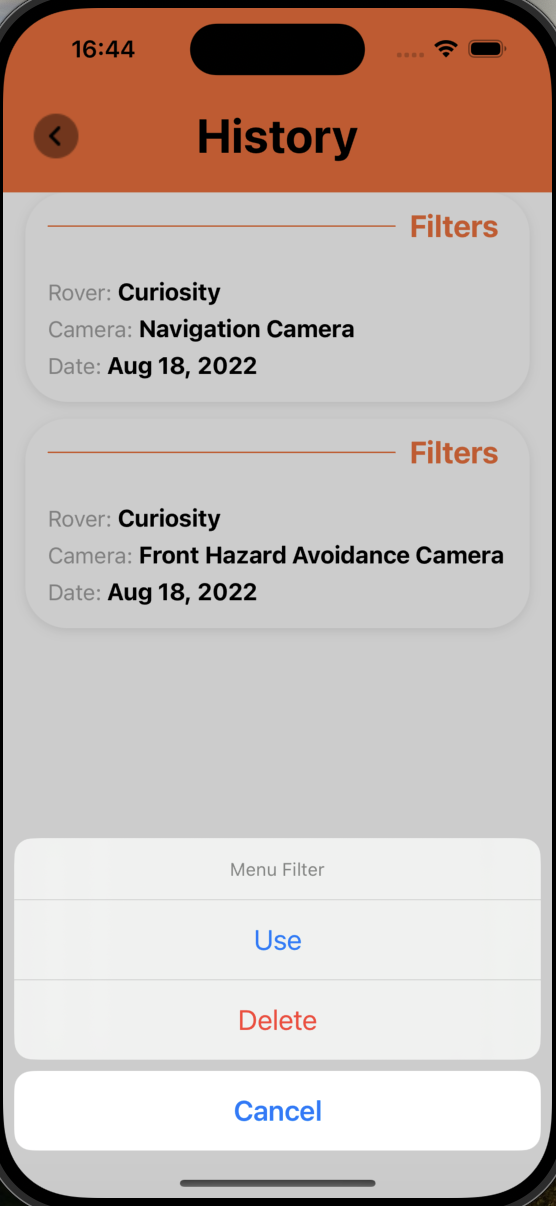 16:44
History
Filters
Rover: Curiosity
Camera: Navigation Camera
Date: Aug 18, 2022
Filters
Rover: Curiosity
Camera: Front Hazard Avoidance Camera
Date: Aug 18, 2022
Menu Filter
Use
Delete
Cancel